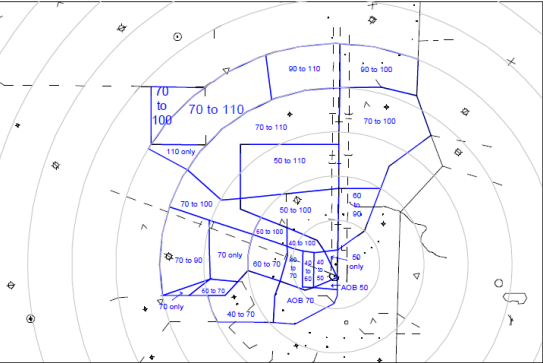 90 to 110
90 to 100
70
to
100
70 to 110
70 to 110
70 to 100
110 only
50 to 110
60
to
90
70 to 100
50 to 100
60 to 100
40 to 100
70 to 90
70 only
60 to 70
70
40
to
60
40
to
50
50
only
AOB 50
60 to 70
70 only
AOB 70
40 to 70